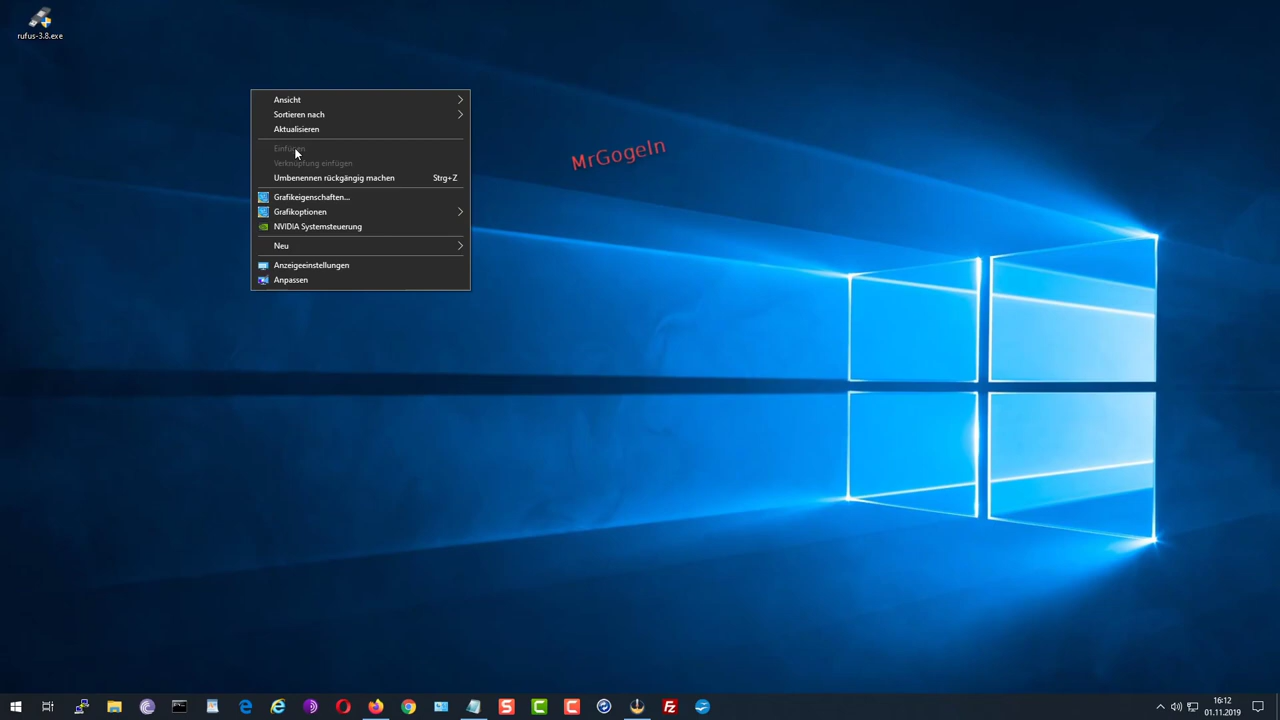 rufus-3.8.exe
Ansicht
Sortieren nach
Aktualisieren
MrGogeln
Einfügen
Verknüpfung einfügen
Umbenennen rückgängig machen Strg+Z
Grafikeigenschaften...
Grafikoptionen
NVIDIA Systemsteuerung
Neu
Anzeigeeinstellungen
Anpassen
16:12
01.11.2019